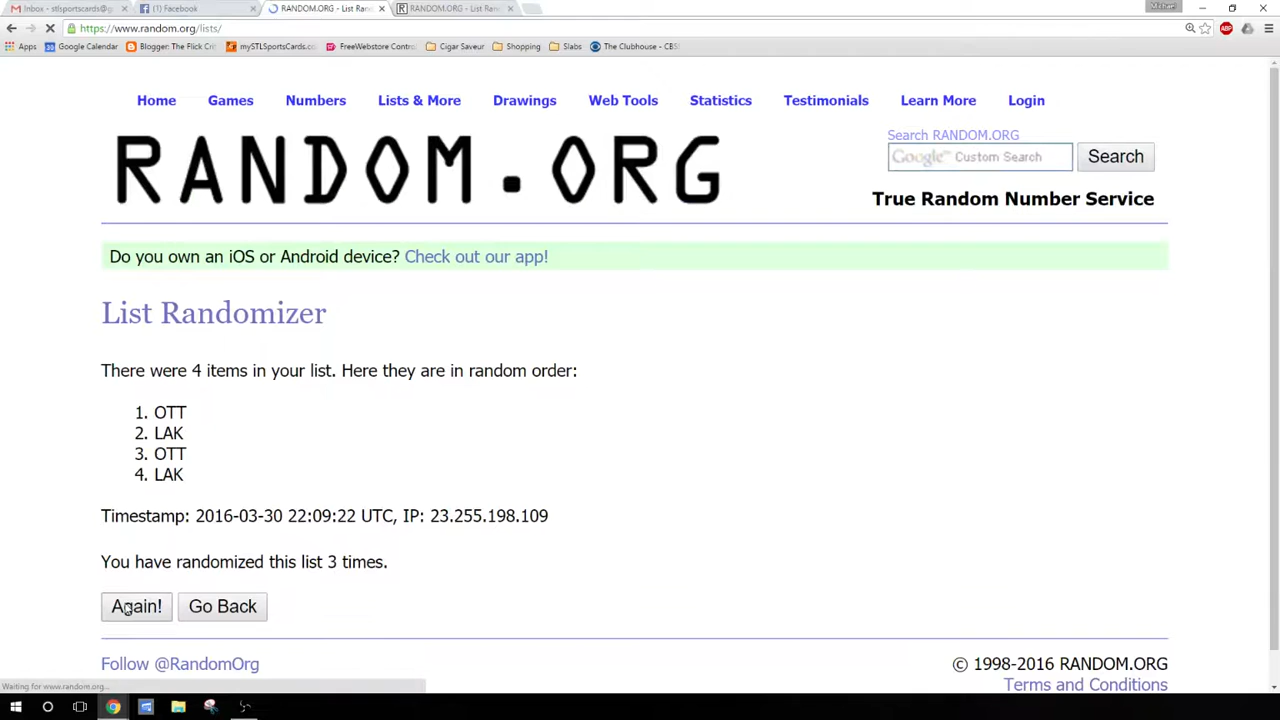 Inbox - stlsportscards@g
(1) Facebook
RANDOM.ORG - List Ran
RANDOM.ORG - List Ran
https://www.random.org/lists/
Apps
Google Calendar
Blogger: The Flick Cri
mySTLSportsCards.co
FreeWebstore Contro
Cigar Saveur
Shopping
Slabs
The Clubhouse - CBS
Home Games Numbers Lists & More Drawings Web Tools Statistics Testimonials Learn More Login
RANDOM.ORG
Search RANDOM.ORG
Google™ Custom Search
Search
True Random Number Service
Do you own an iOS or Android device? Check out our app!
List Randomizer
There were 4 items in your list. Here they are in random order:
1. OTT
2. LAK
3. OTT
4. LAK
Timestamp: 2016-03-30 22:09:22 UTC, IP: 23.255.198.109
You have randomized this list 3 times.
Again!
Go Back
Follow @RandomOrg
© 1998-2016 RANDOM.ORG
Terms and Conditions
Waiting for www.random.org...